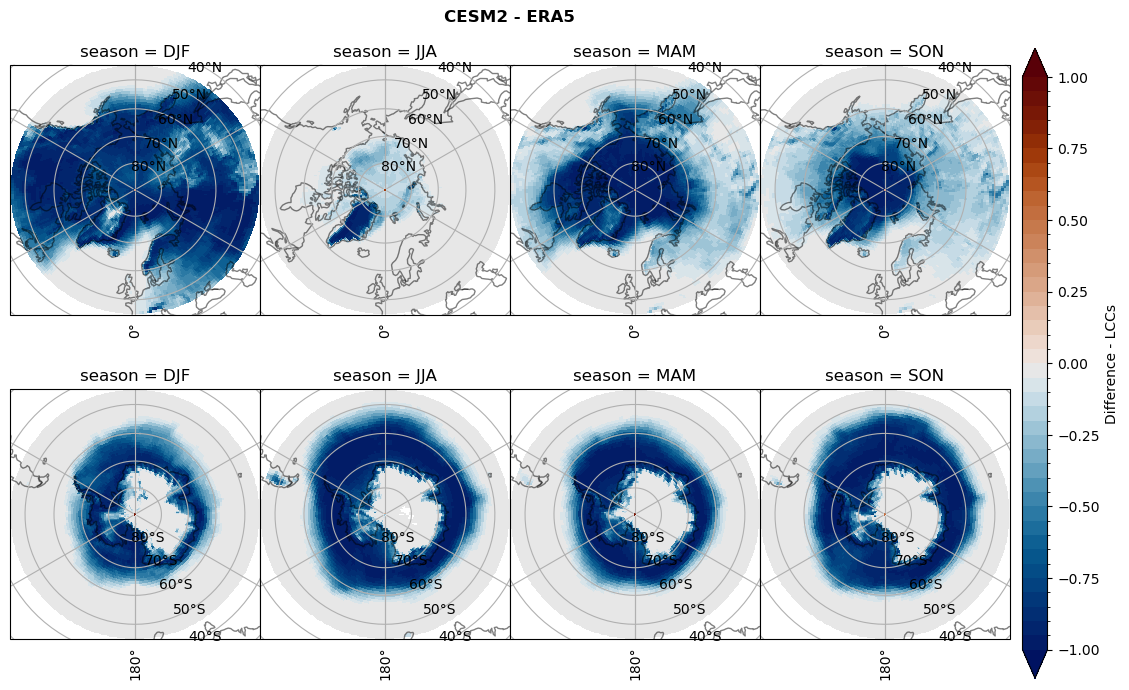 CESM2 - ERA5
season = DJF
season = JJA
season = MAM
season = SON
40°N
50°N
60°N
70°N
80°N
0°
40°N
50°N
60°N
70°N
80°N
0°
40°N
50°N
60°N
70°N
80°N
0°
40°N
50°N
60°N
70°N
80°N
0°
season = DJF
season = JJA
season = MAM
season = SON
80°S
70°S
60°S
50°S
40°S
180°
80°S
70°S
60°S
50°S
40°S
180°
80°S
70°S
60°S
50°S
40°S
180°
80°S
70°S
60°S
50°S
40°S
180°
1.00
0.75
0.50
0.25
0.00
−0.25
−0.50
−0.75
−1.00
Difference - LCCs